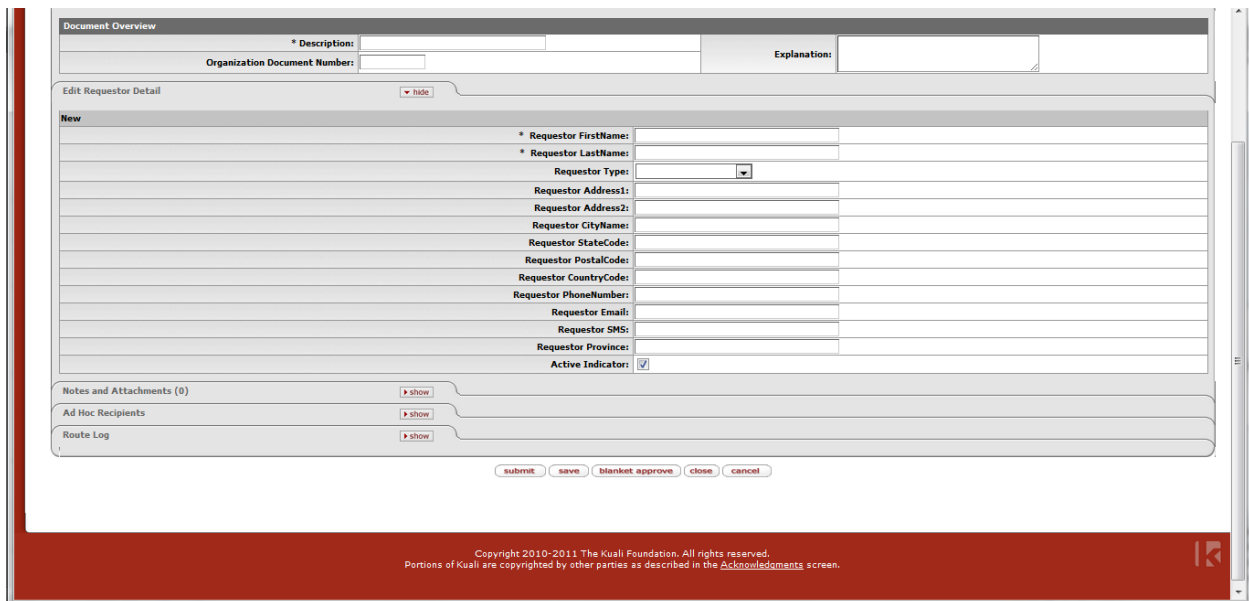 Document Overview
* Description:
Explanation:
Organization Document Number:
Edit Requestor Detail
hide
New
* Requestor FirstName:
* Requestor LastName:
Requestor Type:
Requestor Address1:
Requestor Address2:
Requestor CityName:
Requestor StateCode:
Requestor PostalCode:
Requestor CountryCode:
Requestor PhoneNumber:
Requestor Email:
Requestor SMS:
Requestor Province:
Active Indicator:
Notes and Attachments (0)
show
Ad Hoc Recipients
show
Route Log
show
submit save blanket approve close cancel
Copyright 2010-2011 The Kuali Foundation. All rights reserved.
Portions of Kuali are copyrighted by other parties as described in the Acknowledgments screen.